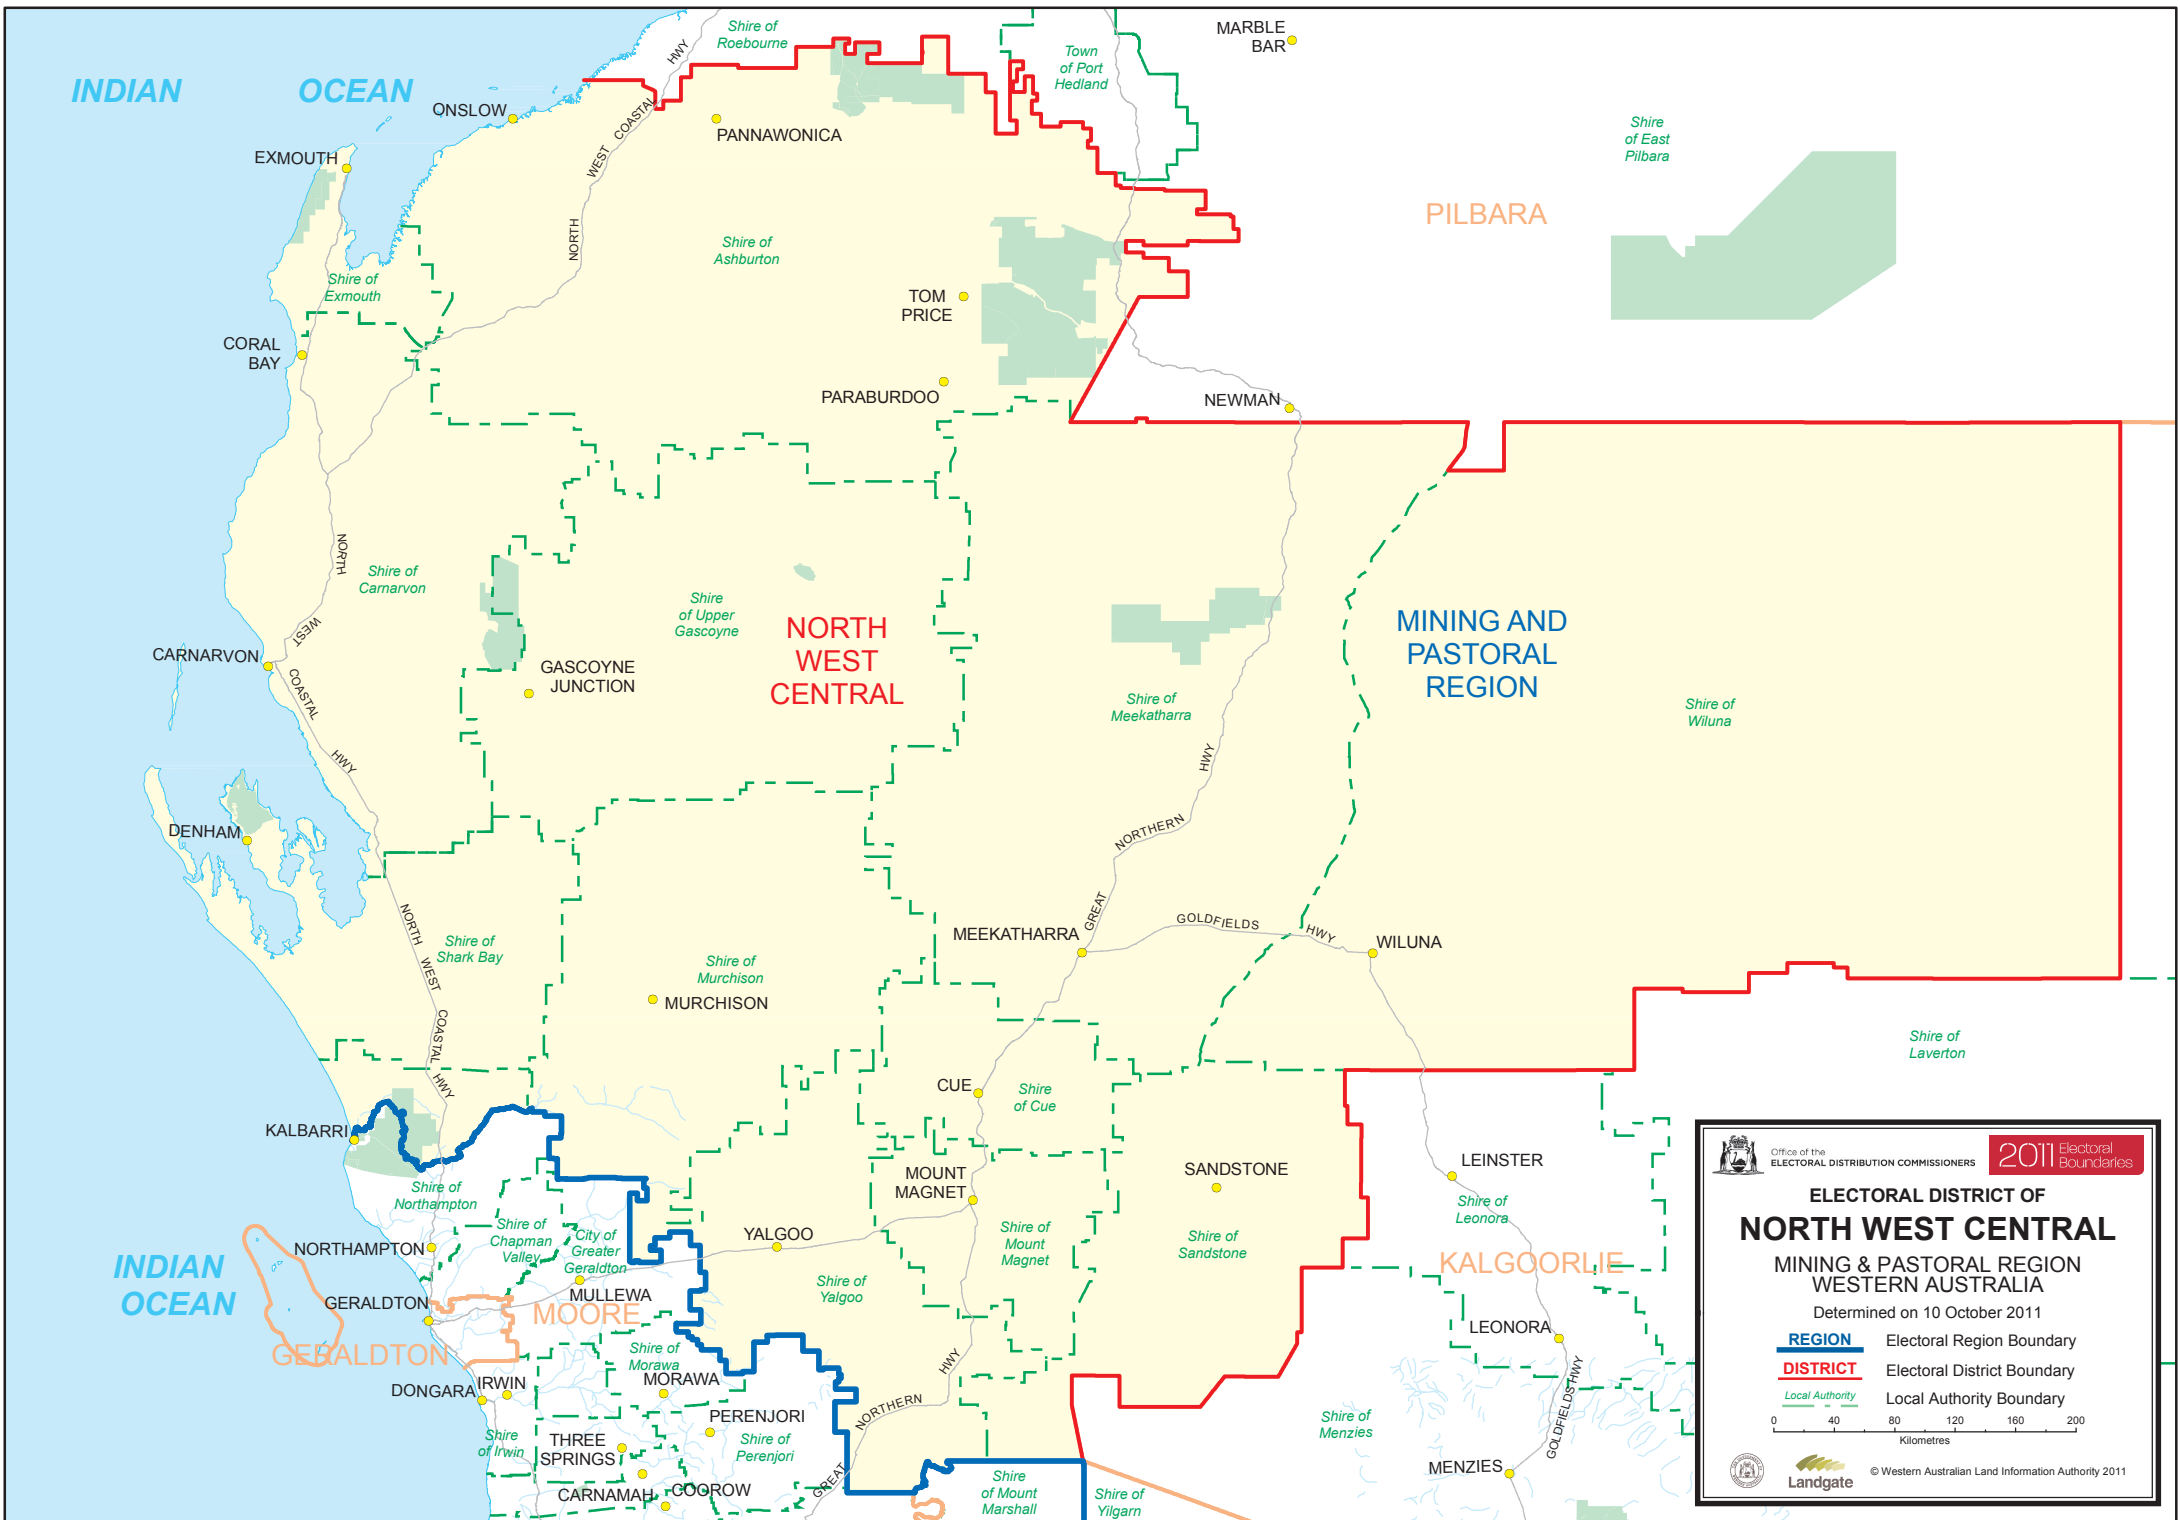 Shire of
Roebourne
HWY
MARBLE
BAR
Town
of Port
Hedland
INDIAN
OCEAN
ONSLOW
WEST
COASTAL
PANNAWONICA
Shire
of East
Pilbara
EXMOUTH
PILBARA
NORTH
Shire of
Ashburton
Shire of
Exmouth
TOM
PRICE
CORAL
BAY
PARABURDOO
NEWMAN
NORTH
Shire of
Carnarvon
Shire
of Upper
Gascoyne
NORTH
WEST
CENTRAL
MINING AND
PASTORAL
REGION
WEST
CARNARVON
GASCOYNE
JUNCTION
COASTAL
Shire of
Meekatharra
Shire of
Wiluna
HWY
HWY
DENHAM
NORTHERN
GREAT
GOLDFIELDS
HWY
NORTH
MEEKATHARRA
WILUNA
Shire of
Shark Bay
WEST
Shire of
Murchison
MURCHISON
COASTAL
HWY
Shire of
Laverton
CUE
Shire
of Cue
KALBARRI
MOUNT
MAGNET
SANDSTONE
LEINSTER
Shire of
Northampton
Shire of
Leonora
Shire of
Chapman
Valley
City of
Greater
Geraldton
YALGOO
Shire of
Mount
Magnet
Shire of
Sandstone
NORTHAMPTON
KALGOORLIE
INDIAN
OCEAN
Shire of
Yalgoo
GERALDTON
MULLEWA
MOORE
LEONORA
GERALDTON
Shire of
Morawa
MORAWA
HWY
DONGARA
IRWIN
NORTHERN
GOLDFIELDS HWY
PERENJORI
Shire of
Perenjori
Shire of
Menzies
Shire
of Irwin
THREE
SPRINGS
GREAT
MENZIES
CARNAMAH
COOROW
Shire
of Mount
Marshall
Shire of
Yilgarn
Office of the
ELECTORAL DISTRIBUTION COMMISSIONERS
2011 Electoral
Boundaries
ELECTORAL DISTRICT OF
NORTH WEST CENTRAL
MINING & PASTORAL REGION
WESTERN AUSTRALIA
Determined on 10 October 2011
REGION Electoral Region Boundary
DISTRICT Electoral District Boundary
Local Authority Local Authority Boundary
0 40 80 120 160 200
Kilometres
Landgate
© Western Australian Land Information Authority 2011